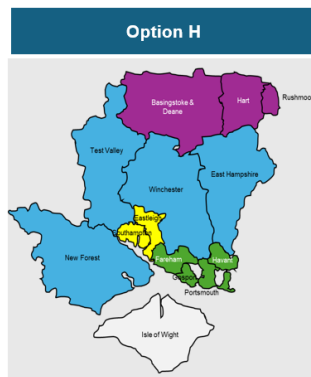 Option H
Basingstoke &
Deane
Hart
Rushmoor
Test Valley
Winchester
East Hampshire
Eastleigh
Southampton
New Forest
Fareham
Havant
Gosport
Portsmouth
Isle of Wight